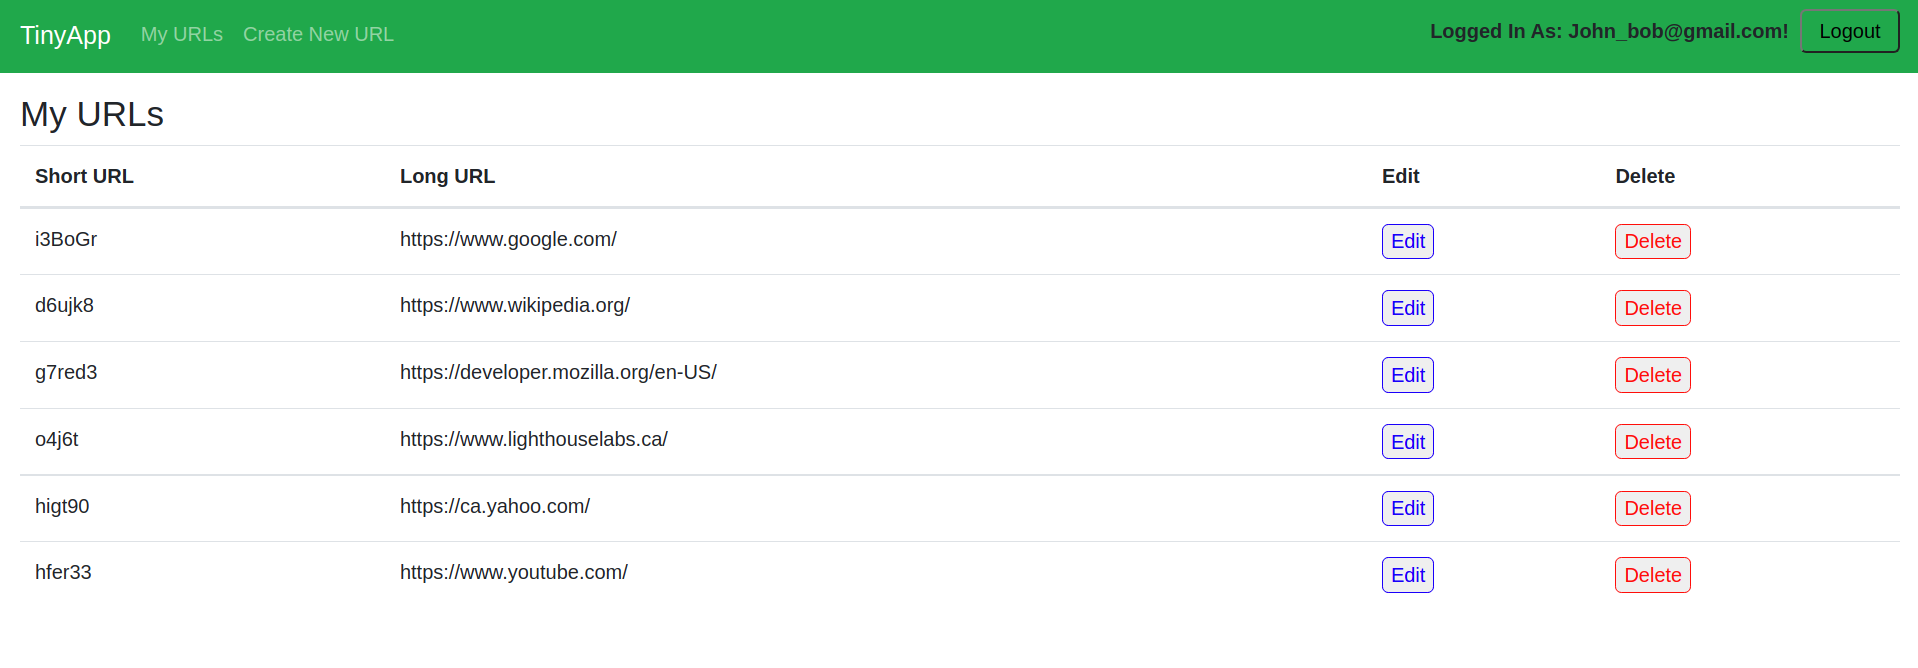 TinyApp My URLs Create New URL Logged In As: John_bob@gmail.com! Logout
My URLs
Short URL Long URL Edit Delete
i3BoGr https://www.google.com/ Edit Delete
d6ujk8 https://www.wikipedia.org/ Edit Delete
g7red3 https://developer.mozilla.org/en-US/ Edit Delete
o4j6t https://www.lighthouselabs.ca/ Edit Delete
higt90 https://ca.yahoo.com/ Edit Delete
hfer33 https://www.youtube.com/ Edit Delete